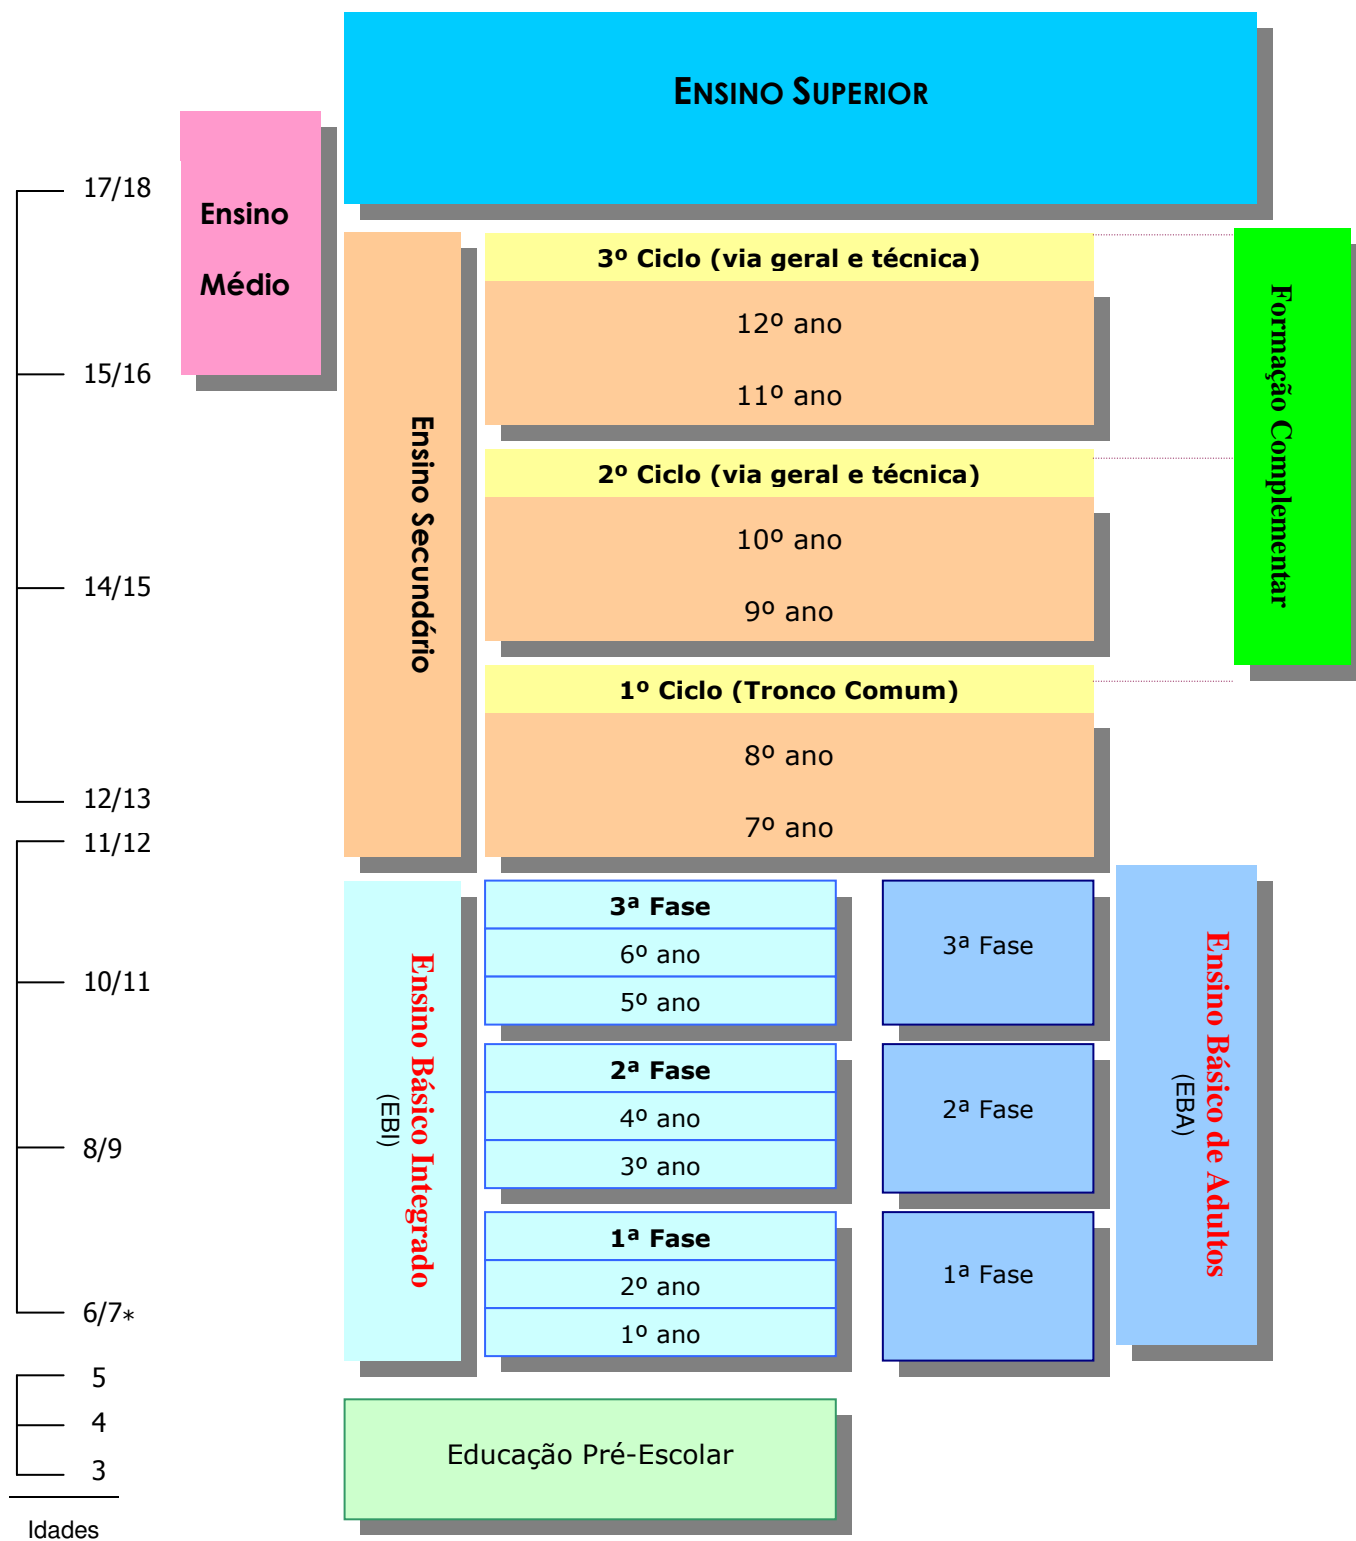 ENSINO SUPERIOR
17/18
Ensino
Médio
15/16
14/15
12/13
Ensino Secundário
3º Ciclo (via geral e técnica)
12º ano
11º ano
2º Ciclo (via geral e técnica)
10º ano
9º ano
1º Ciclo (Tronco Comum)
8º ano
7º ano
Formação Complementar
11/12
10/11
8/9
6/7*
Ensino Básico Integrado
(EBI)
3ª Fase
6º ano
5º ano
2ª Fase
4º ano
3º ano
1ª Fase
2º ano
1º ano
3ª Fase
2ª Fase
1ª Fase
Ensino Básico de Adultos
(EBA)
5
4
3
Educação Pré-Escolar
Idades